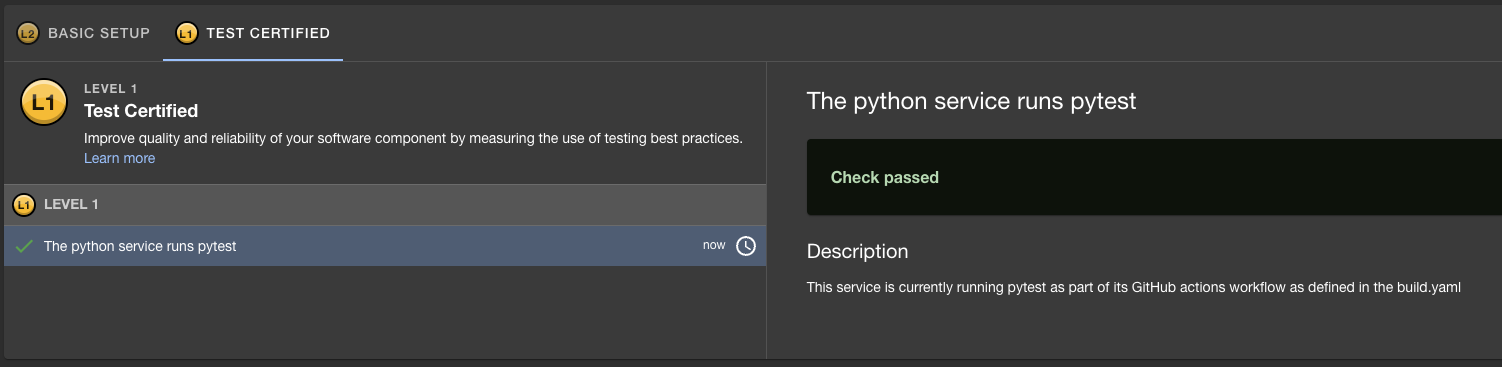 L2 BASIC SETUP
L1 TEST CERTIFIED
L1
LEVEL 1
Test Certified
Improve quality and reliability of your software component by measuring the use of testing best practices.
Learn more
L1 LEVEL 1
The python service runs pytest now
The python service runs pytest
Check passed
Description
This service is currently running pytest as part of its GitHub actions workflow as defined in the build.yaml